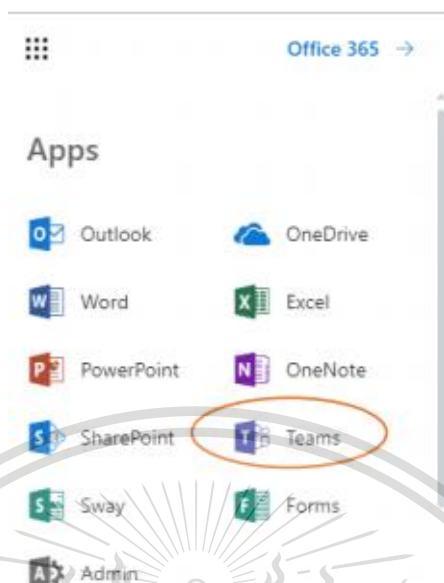 Office 365 →
Apps
Outlook OneDrive
Word Excel
PowerPoint OneNote
SharePoint Teams
Sway Forms
Admin